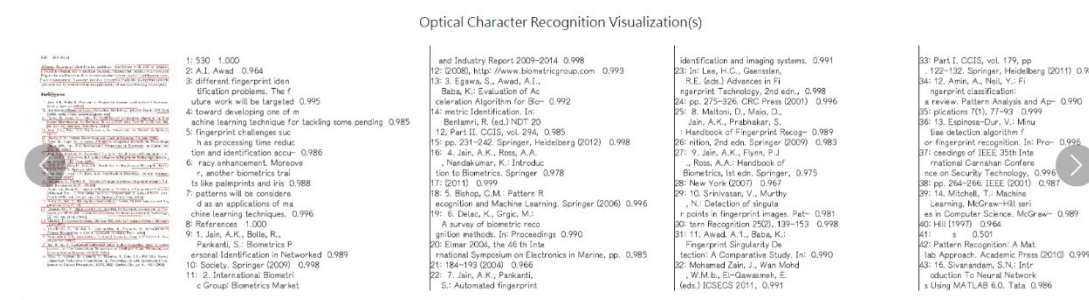 Optical Character Recognition Visualization(s)
1: 530 1.000
2: A.I. Awad 0.964
3: different fingerprint iden
tification problems. The f
uture work will be targeted 0.995
4: toward developing one of m
achine learning technique for tackling some pending 0.985
5: fingerprint challenges suc
h as processing time reduc
tion and identification accu- 0.986
6: racy enhancement. Moreove
r, another biometrics trai
ts like palmprints and iris 0.988
7: patterns will be considere
d as an applications of ma
chine learning techniques. 0.996
8: References 1.000
9: 1. Jain, A.K., Bolle, R.,
Pankanti, S.: Biometrics P
ersonal Identification in Networked 0.989
10: Society. Springer (2009) 0.998
11: 2. International Biometri
c Group: Biometrics Market
and Industry Report 2009-2014 0.998
12: (2008), http://www.biometricgroup.com 0.993
13: 3. Egawa, S., Awad, A.I.,
Baba, K.: Evaluation of Ac
celeration Algorithm for Bio- 0.992
14: metric Identification. In:
Benlamri, R. (ed.) NDT 20
12, Part II. CCIS, vol. 294, 0.985
15: pp. 231-242. Springer, Heidelberg (2012) 0.998
16: 4. Jain, A.K., Ross, A.A.
, Nandakumar, K.: Introduc
tion to Biometrics. Springer 0.978
17: (2011) 0.999
18: 5. Bishop, C.M.: Pattern R
ecognition and Machine Learning. Springer (2006) 0.996
19: 6. Delac, K., Grgic, M.:
A survey of biometric reco
gnition methods. In: Proceedings 0.990
20: Elmar 2004, the 46 th Inte
rnational Symposium on Electronics in Marine, pp. 0.985
21: 184-193 (2004) 0.966
22: 7. Jain, A.K., Pankanti,
S.: Automated fingerprint
identification and imaging systems. 0.991
23: In: Lee, H.C., Gaensslen,
R.E. (eds.) Advances in Fi
ngerprint Technology, 2nd edn., 0.998
24: pp. 275-326. CRC Press (2001) 0.996
25: 8. Maltoni, D., Maio, D.,
Jain, A.K., Prabhakar, S.
: Handbook of Fingerprint Recog- 0.989
26: nition, 2nd edn. Springer (2009) 0.983
27: 9. Jain, A.K., Flynn, P.J
., Ross, A.A.: Handbook of
Biometrics, 1st edn. Springer, 0.975
28: New York (2007) 0.967
29: 10. Srinivasan, V., Murthy
, N.: Detection of singula
r points in fingerprint images. Pat- 0.981
30: tern Recognition 25(2), 139-153 0.998
31: 11. Awad, A.1., Baba, K.:
Fingerprint Singularity De
tection: A Comparative Study. In: 0.990
32: Mohamad Zain, J., Wan Mohd
, W.M.b., El-Qawasmeh, E.
(eds.) ICSECS 2011, 0.991
33: Part I. CCIS, vol. 179, pp
. 122-132. Springer, Heidelberg (2011)
34: 12. Amin, A., Neil, Y.: Fi
ngerprint classification:
a review. Pattern Analysis and Ap- 0.990
35: plications 7(1), 77-93 0.999
36: 13. Espinosa-Dur, V.: Minu
tiae detection algorithm f
or fingerprint recognition. In: Pro- 0.996
37: ceedings of IEEE 35th Inte
rnational Carnahan Confere
nce on Security Technology, 0.996
38: pp. 264-266. IEEE (2001) 0.987
39: 14. Mitchell, T.: Machine
Learning. McGraw-Hill seri
es in Computer Science. McGraw- 0.989
40: Hill (1997) 0.964
41: s 0.501
42: Pattern Recognition: A Mat
lab Approach. Academic Press (2010) 0.999
43: 16. Sivanandam, S.N.: Intr
oduction To Neural Network
s Using MATLAB 6.0. Tata 0.986